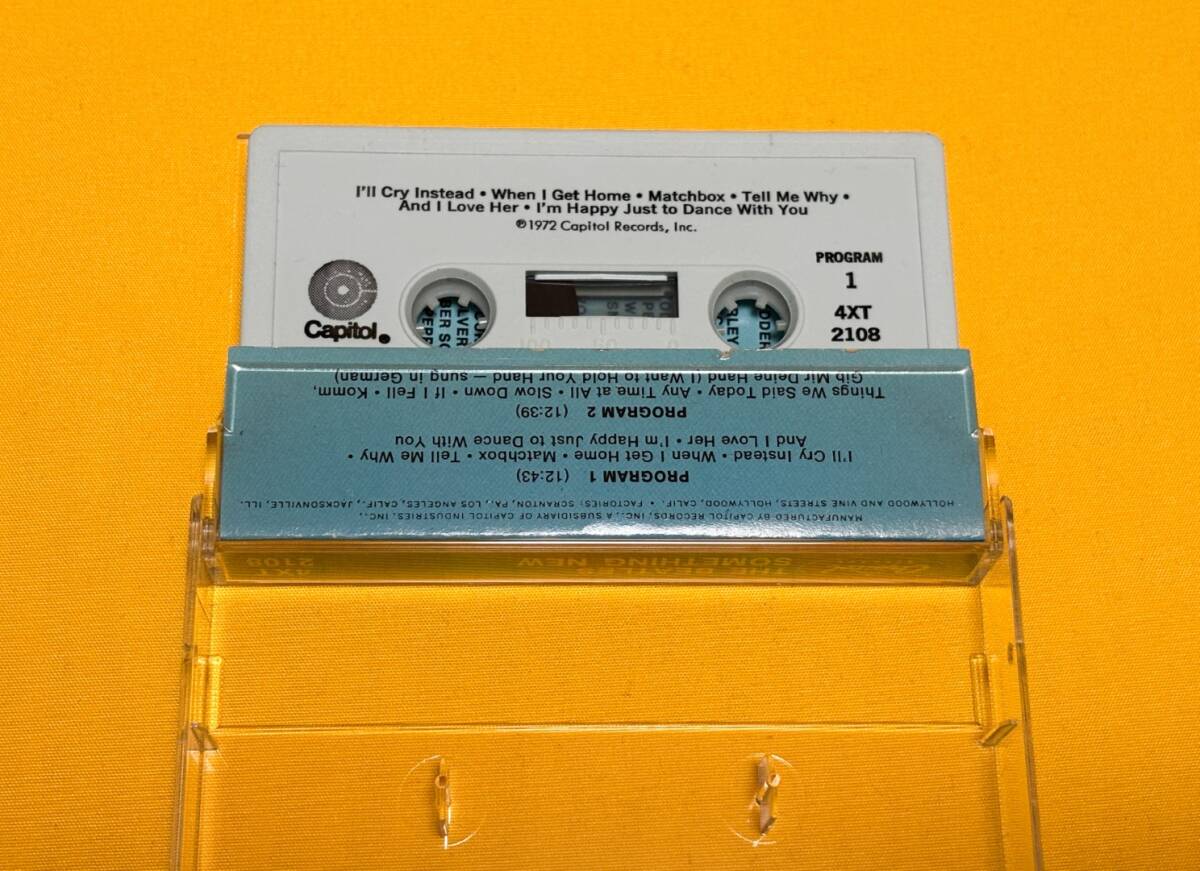 I'll Cry Instead • When I Get Home • Matchbox • Tell Me Why •
And I Love Her • I'm Happy Just to Dance With You
℗1972 Capitol Records, Inc.
PROGRAM
1
4XT
2108
Capitol
PROGRAM 1 (12:43)
I'll Cry Instead • When I Get Home • Matchbox • Tell Me Why •
And I Love Her • I'm Happy Just to Dance With You
PROGRAM 2 (12:39)
Things We Said Today • Any Time at All • Slow Down • If I Fell • Komm,
Gib Mir Deine Hand (I Want to Hold Your Hand — sung in German)
MANUFACTURED BY CAPITOL RECORDS, INC., A SUBSIDIARY OF CAPITOL INDUSTRIES, INC.,
HOLLYWOOD AND VINE STREETS, HOLLYWOOD, CALIF. • FACTORIES: SCRANTON, PA., LOS ANGELES, CALIF., JACKSONVILLE, ILL.
THE BEATLES
SOMETHING NEW
4XT
2108